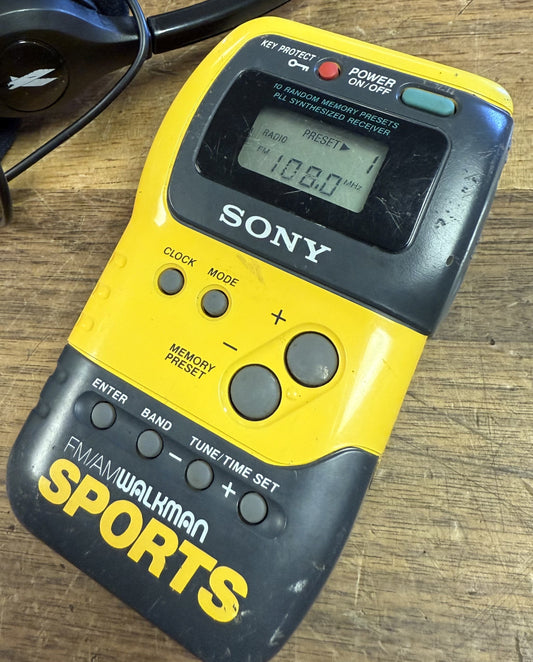 KEY PROTECT
POWER
ON/OFF
10 RANDOM MEMORY PRESETS
PLL SYNTHESIZED RECEIVER
RADIO PRESET▶ 1
FM 108.0 MHz
SONY
CLOCK MODE
+
−
MEMORY
PRESET
ENTER BAND − TUNE/TIME SET +
FM/AM WALKMAN
SPORTS